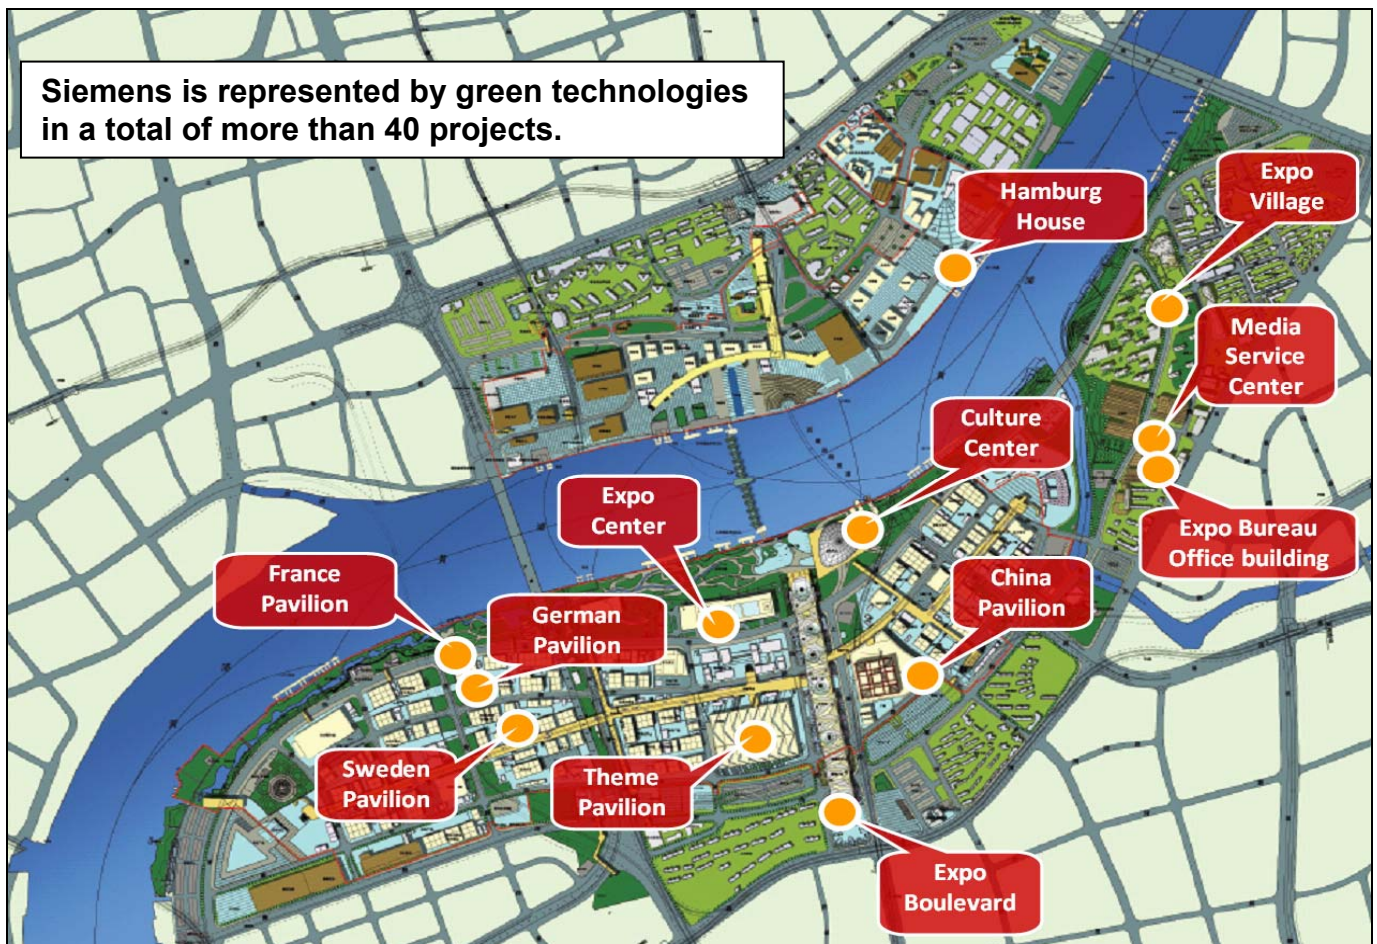 Siemens is represented by green technologies
in a total of more than 40 projects.
Hamburg
House
Expo
Village
Media
Service
Center
Culture
Center
Expo
Center
Expo Bureau
Office building
France
Pavilion
German
Pavilion
China
Pavilion
Sweden
Pavilion
Theme
Pavilion
Expo
Boulevard